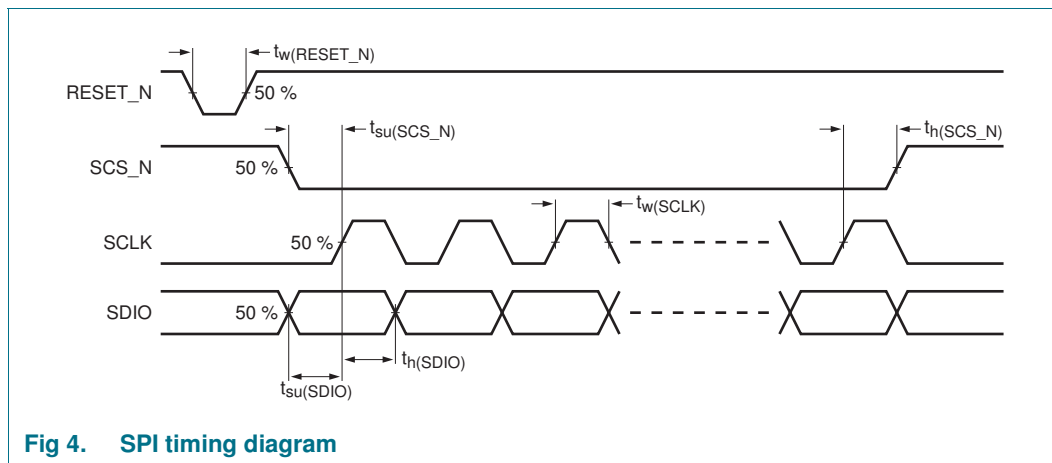 tw(RESET_N)
RESET_N
50 %
tsu(SCS_N)
th(SCS_N)
SCS_N
50 %
tw(SCLK)
SCLK
50 %
SDIO
50 %
th(SDIO)
tsu(SDIO)
Fig 4. SPI timing diagram